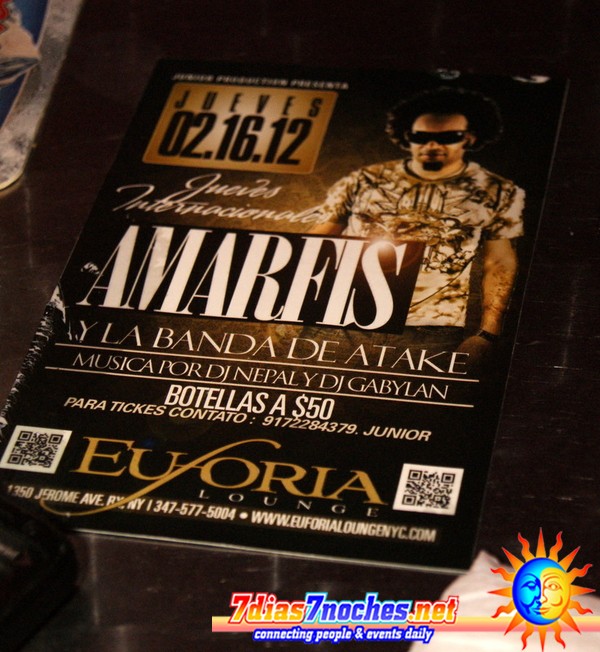 JUNIOR PRODUCTION PRESENTA
JUEVES
02.16.12
Jueves
Internacionales
AMARFIS
Y LA BANDA DE ATAKE
MUSICA POR DJ NEPAL Y DJ GABYLAN
BOTELLAS A $50
PARA TICKES CONTATO : 9172284379. JUNIOR
EUFORIA
LOUNGE
1350 JEROME AVE. BX. NY | 347-577-5004 • WWW.EUFORIALOUNGENYC.COM
7dias7noches.net
connecting people & events daily